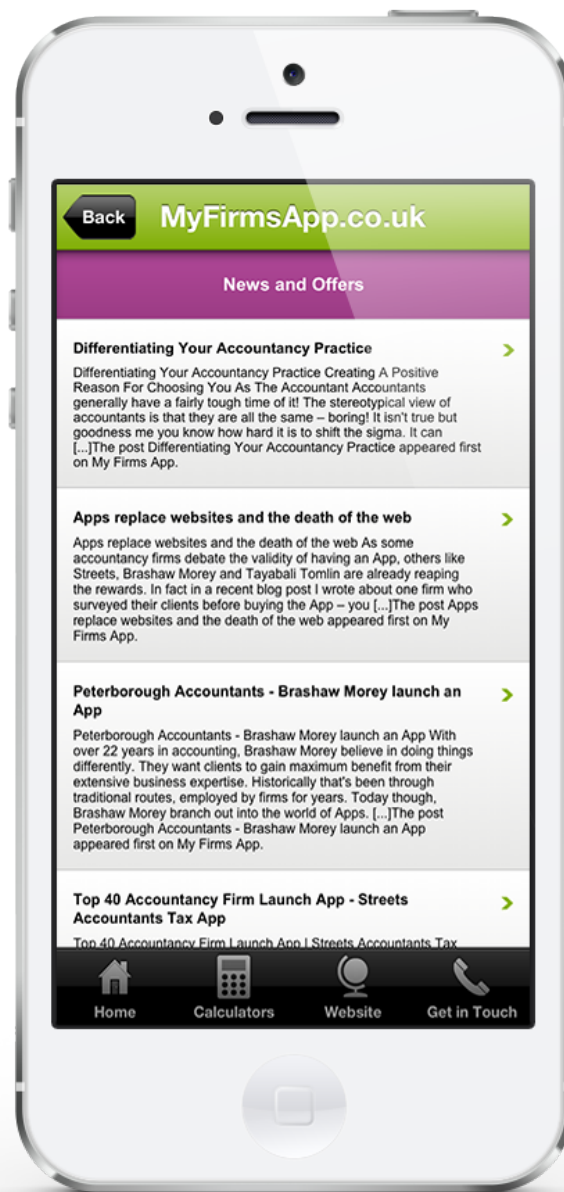 Back
MyFirmsApp.co.uk
News and Offers
Differentiating Your Accountancy Practice
Differentiating Your Accountancy Practice Creating A Positive
Reason For Choosing You As The Accountant Accountants
generally have a fairly tough time of it! The stereotypical view of
accountants is that they are all the same – boring! It isn't true but
goodness me you know how hard it is to shift the sigma. It can
[...]The post Differentiating Your Accountancy Practice appeared first
on My Firms App.
Apps replace websites and the death of the web
Apps replace websites and the death of the web As some
accountancy firms debate the validity of having an App, others like
Streets, Brashaw Morey and Tayabali Tomlin are already reaping
the rewards. In fact in a recent blog post I wrote about one firm who
surveyed their clients before buying the App – you [...]The post Apps
replace websites and the death of the web appeared first on My
Firms App.
Peterborough Accountants - Brashaw Morey launch an
App
Peterborough Accountants - Brashaw Morey launch an App With
over 22 years in accounting, Brashaw Morey believe in doing things
differently. They want clients to gain maximum benefit from their
extensive business expertise. Historically that's been through
traditional routes, employed by firms for years. Today though,
Brashaw Morey branch out into the world of Apps. [...]The post
Peterborough Accountants - Brashaw Morey launch an App
appeared first on My Firms App.
Top 40 Accountancy Firm Launch App - Streets
Accountants Tax App
Top 40 Accountancy Firm Launch App | Streets Accountants Tax
Home
Calculators
Website
Get in Touch